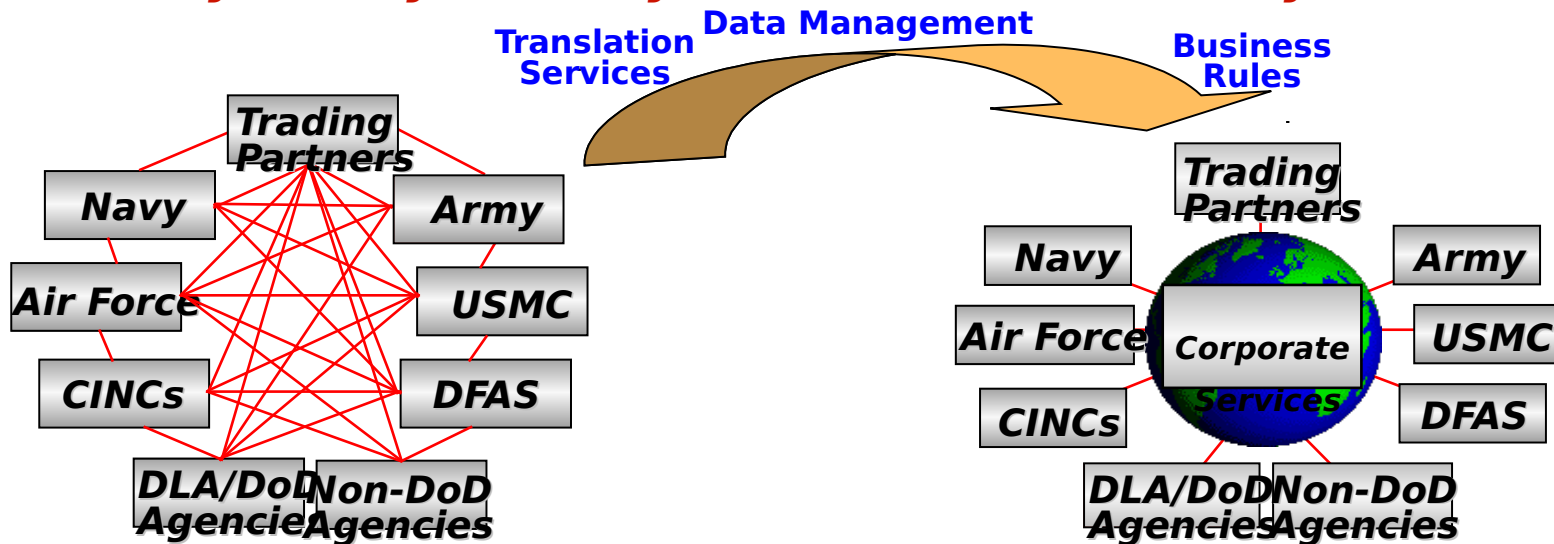 Data Management
Translation
Services
Business
Rules
Trading
Partners
Navy
Army
Air Force
USMC
CINCs
DFAS
DLA/DoD
Agencies
Non-DoD
Agencies
Trading
Partners
Navy
Army
Air Force
USMC
Corporate
Services
CINCs
DFAS
DLA/DoD
Agencies
Non-DoD
Agencies